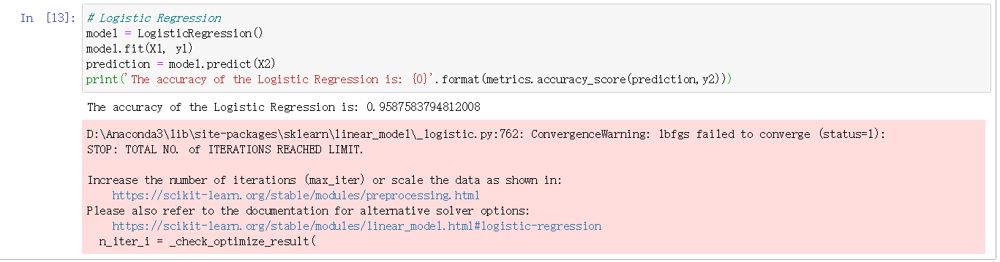 In [13]: # Logistic Regression
model = LogisticRegression()
model.fit(X1, y1)
prediction = model.predict(X2)
print('The accuracy of the Logistic Regression is: {0}'.format(metrics.accuracy_score(prediction,y2)))
The accuracy of the Logistic Regression is: 0.9587583794812008
D:\Anaconda3\lib\site-packages\sklearn\linear_model\_logistic.py:762: ConvergenceWarning: lbfgs failed to converge (status=1):
STOP: TOTAL NO. of ITERATIONS REACHED LIMIT.
Increase the number of iterations (max_iter) or scale the data as shown in:
https://scikit-learn.org/stable/modules/preprocessing.html
Please also refer to the documentation for alternative solver options:
https://scikit-learn.org/stable/modules/linear_model.html#logistic-regression
n_iter_i = _check_optimize_result(